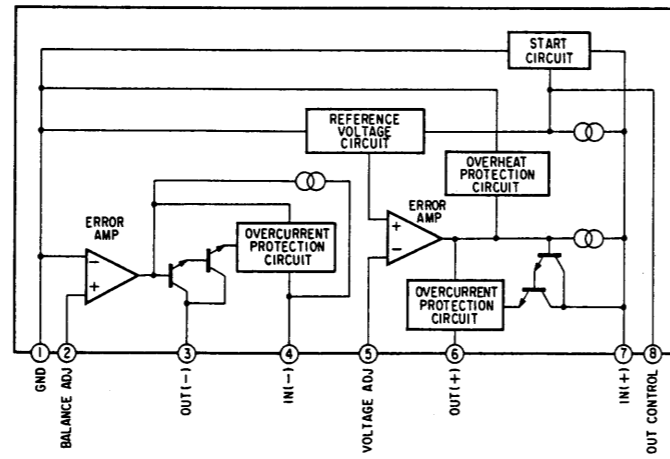 START
CIRCUIT
REFERENCE
VOLTAGE
CIRCUIT
OVERHEAT
PROTECTION
CIRCUIT
ERROR
AMP
OVERCURRENT
PROTECTION
CIRCUIT
ERROR
AMP
+
−
−
+
OVERCURRENT
PROTECTION
CIRCUIT
1
2
3
4
5
6
7
8
GND
BALANCE ADJ
OUT(−)
IN(−)
VOLTAGE ADJ
OUT(+)
IN(+)
OUT CONTROL